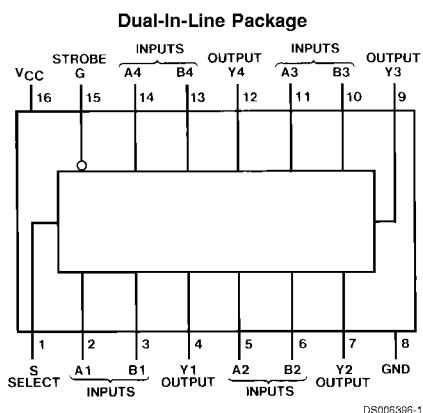 Dual-In-Line Package
STROBE INPUTS OUTPUT INPUTS OUTPUT
VCC G A4 B4 Y4 A3 B3 Y3
16 15 14 13 12 11 10 9
1 2 3 4 5 6 7 8
S A1 B1 Y1 A2 B2 Y2 GND
SELECT INPUTS OUTPUT INPUTS OUTPUT
DS006396-1